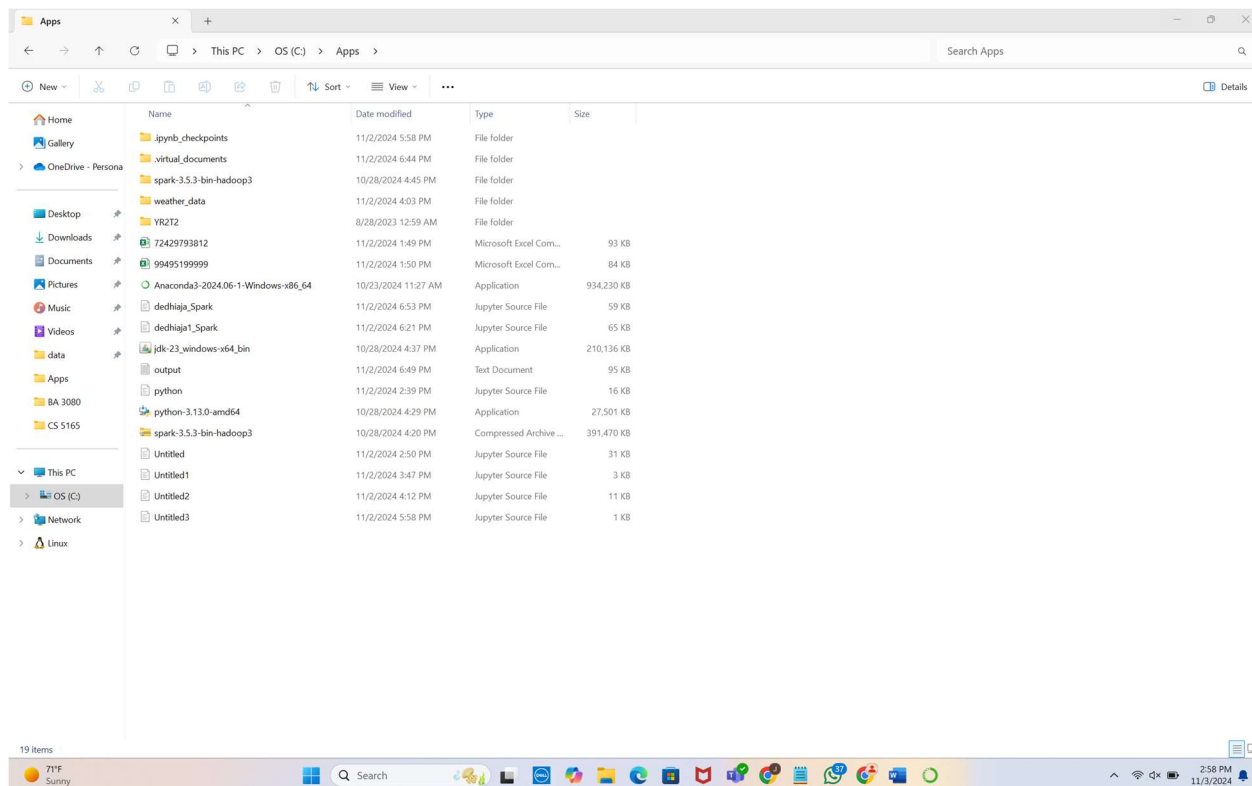 Apps
This PC > OS (C:) > Apps >
Search Apps
New
Sort
View
Details
Name Date modified Type Size
Home
Gallery
OneDrive - Persona
Desktop
Downloads
Documents
Pictures
Music
Videos
data
Apps
BA 3080
CS 5165
This PC
OS (C:)
Network
Linux
.ipynb_checkpoints 11/2/2024 5:58 PM File folder
.virtual_documents 11/2/2024 6:44 PM File folder
spark-3.5.3-bin-hadoop3 10/28/2024 4:45 PM File folder
weather_data 11/2/2024 4:03 PM File folder
YR2T2 8/28/2023 12:59 AM File folder
72429793812 11/2/2024 1:49 PM Microsoft Excel Com... 93 KB
99495199999 11/2/2024 1:50 PM Microsoft Excel Com... 84 KB
Anaconda3-2024.06-1-Windows-x86_64 10/23/2024 11:27 AM Application 934,230 KB
dedhiaja_Spark 11/2/2024 6:53 PM Jupyter Source File 59 KB
dedhiaja1_Spark 11/2/2024 6:21 PM Jupyter Source File 65 KB
jdk-23_windows-x64_bin 10/28/2024 4:37 PM Application 210,136 KB
output 11/2/2024 6:49 PM Text Document 95 KB
python 11/2/2024 2:39 PM Jupyter Source File 16 KB
python-3.13.0-amd64 10/28/2024 4:29 PM Application 27,501 KB
spark-3.5.3-bin-hadoop3 10/28/2024 4:20 PM Compressed Archive ... 391,470 KB
Untitled 11/2/2024 2:50 PM Jupyter Source File 31 KB
Untitled1 11/2/2024 3:47 PM Jupyter Source File 3 KB
Untitled2 11/2/2024 4:12 PM Jupyter Source File 11 KB
Untitled3 11/2/2024 5:58 PM Jupyter Source File 1 KB
19 items
71°F
Sunny
Search
DELL
37
2:58 PM
11/3/2024